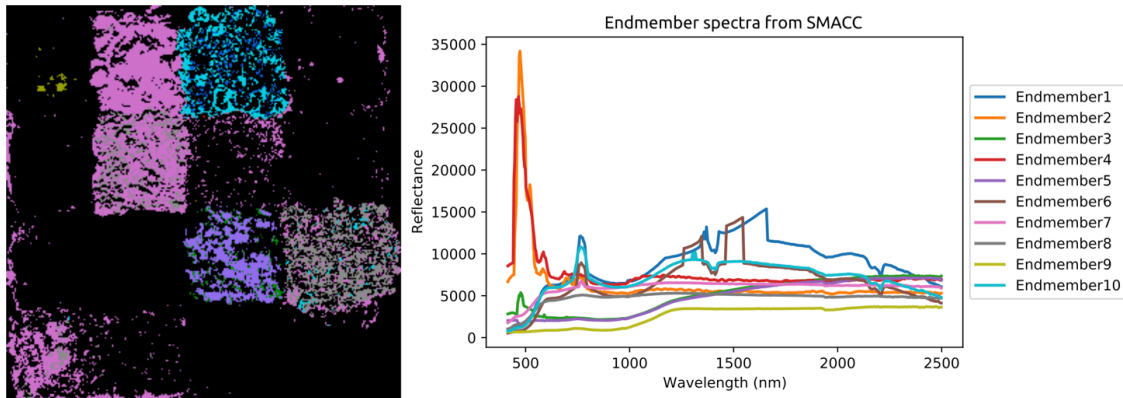 Endmember spectra from SMACC
35000
30000
25000
20000
15000
10000
5000
0
Reflectance
500 1000 1500 2000 2500
Wavelength (nm)
Endmember1
Endmember2
Endmember3
Endmember4
Endmember5
Endmember6
Endmember7
Endmember8
Endmember9
Endmember10